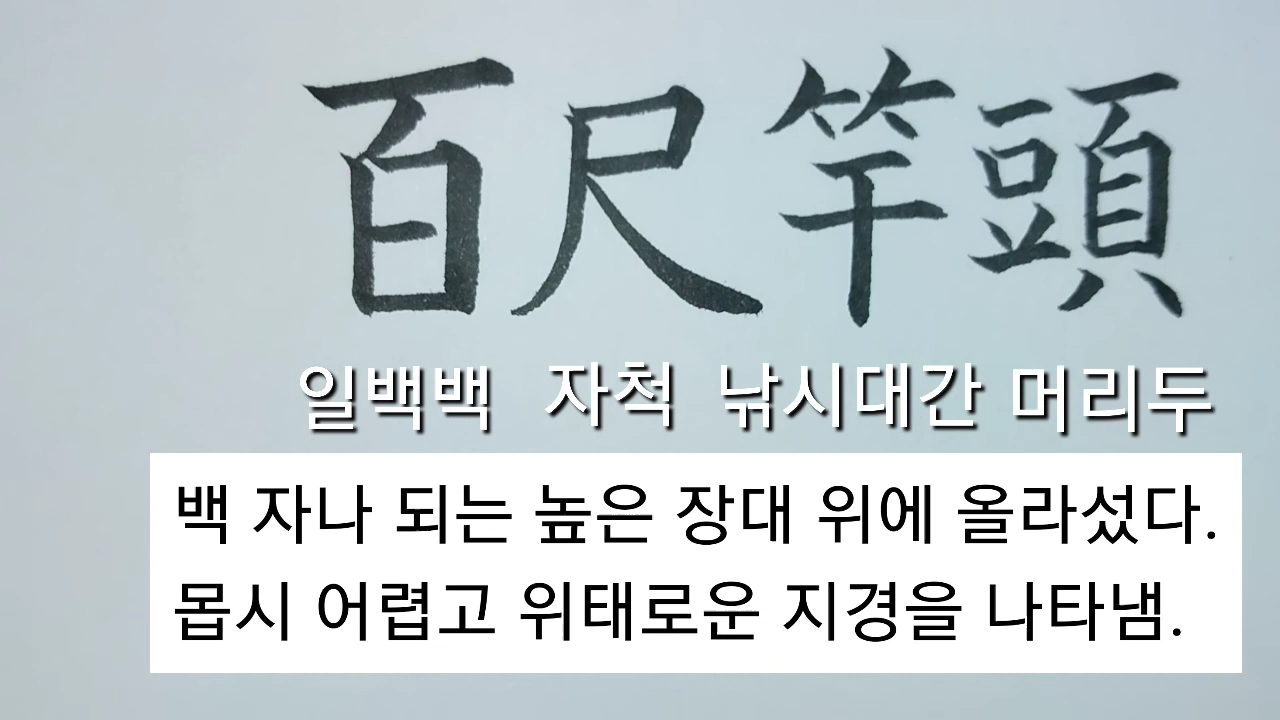 百尺竿頭
일백백 자척 낚시대간 머리두
백 자나 되는 높은 장대 위에 올라섰다.
몹시 어렵고 위태로운 지경을 나타냄.